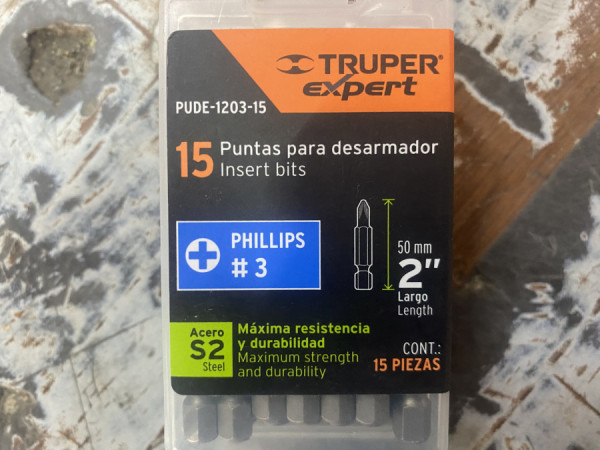 TRUPER®
expert
PUDE-1203-15
15 Puntas para desarmador
Insert bits
PHILLIPS
# 3
50 mm
2"
Largo
Length
Acero
S2
Steel
Máxima resistencia
y durabilidad
Maximum strength
and durability
CONT.:
15 PIEZAS